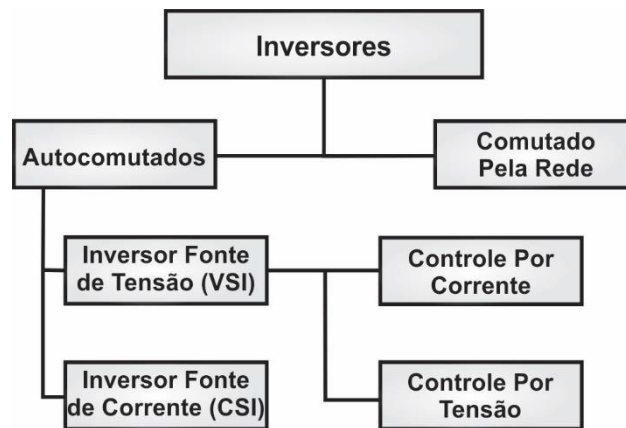 Inversores
Autocomutados
Comutado
Pela Rede
Inversor Fonte
de Tensão (VSI)
Controle Por
Corrente
Inversor Fonte
de Corrente (CSI)
Controle Por
Tensão